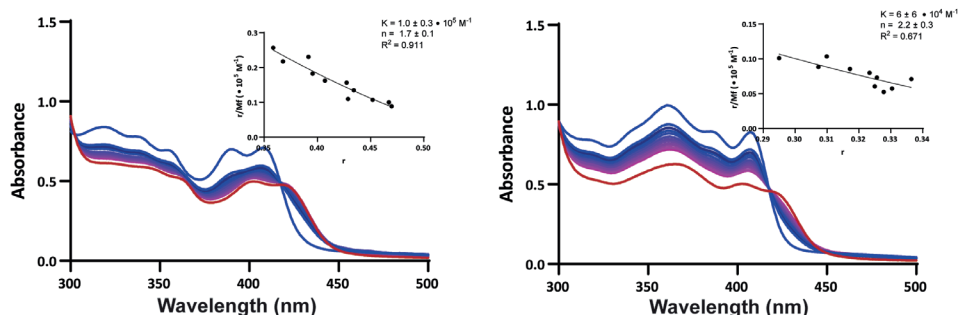 K = 1.0 ± 0.3 • 10⁵ M⁻¹
n = 1.7 ± 0.1
R² = 0.911
r/Mf (• 10⁵ M⁻¹)
0.4
0.3
0.2
0.1
0.0
0.35
0.40
0.45
0.50
r
Absorbance
1.5
1.0
0.5
0.0
300
350
400
450
500
Wavelength (nm)
K = 6 ± 6 • 10⁴ M⁻¹
n = 2.2 ± 0.3
R² = 0.671
r/Mf (• 10⁵ M⁻¹)
0.15
0.10
0.05
0.00
0.29
0.30
0.31
0.32
0.33
0.34
r
Absorbance
1.5
1.0
0.5
0.0
300
350
400
450
500
Wavelength (nm)